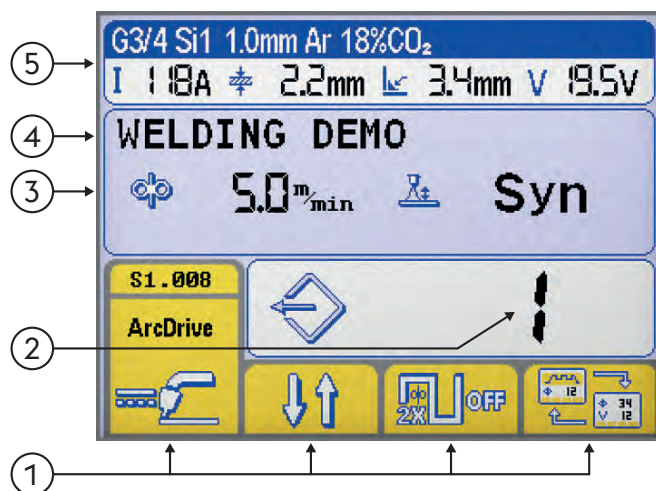 G3/4 Si1 1.0mm Ar 18%CO₂
I 118A 2.2mm 3.4mm V 19.5V
WELDING DEMO
5.0 m/min Syn
S1.008
ArcDrive
1
2X OFF
Φ 12
Φ 34
V 12
5
4
3
2
1